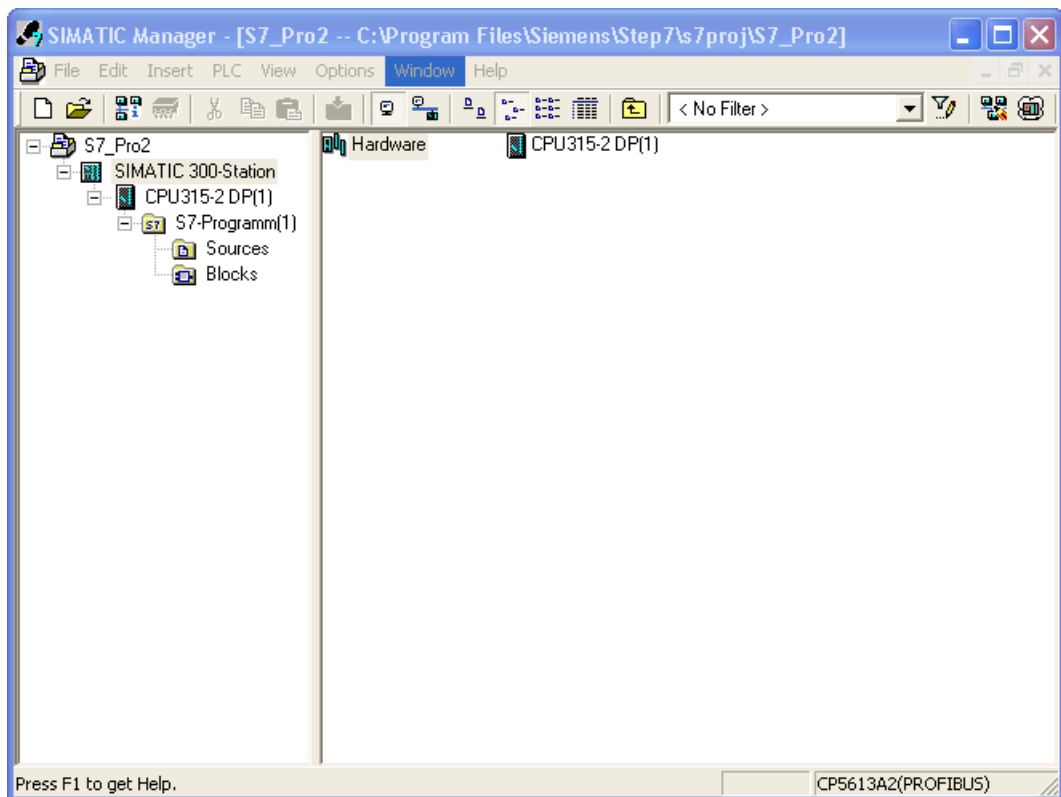 SIMATIC Manager - [S7_Pro2 -- C:\Program Files\Siemens\Step7\s7proj\S7_Pro2]
File Edit Insert PLC View Options Window Help
< No Filter >
S7_Pro2
SIMATIC 300-Station
CPU315-2 DP(1)
S7-Programm(1)
Sources
Blocks
Hardware CPU315-2 DP(1)
Press F1 to get Help. CP5613A2(PROFIBUS)